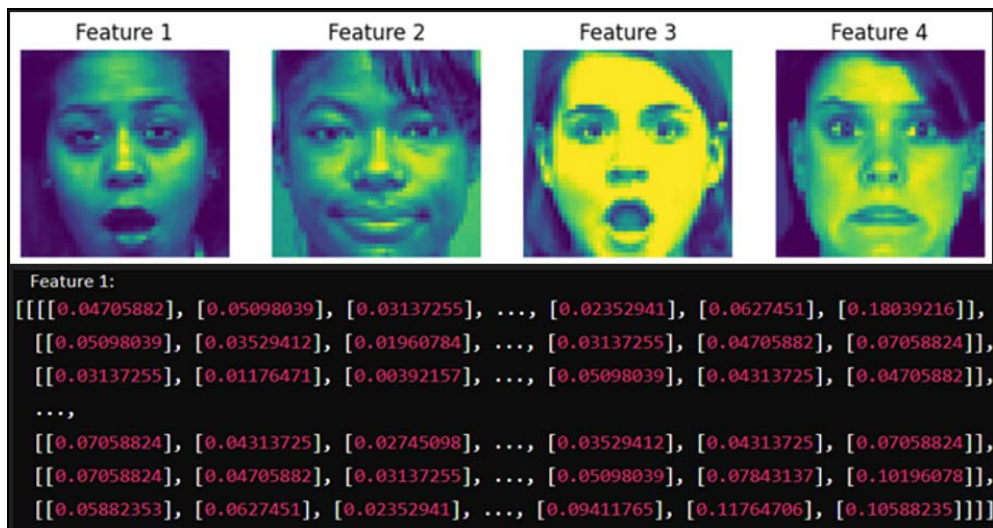 Feature 1 Feature 2 Feature 3 Feature 4
Feature 1:
[[[[0.04705882], [0.05098039], [0.03137255], ..., [0.02352941], [0.0627451], [0.18039216]],
[[0.05098039], [0.03529412], [0.01960784], ..., [0.03137255], [0.04705882], [0.07058824]],
[[0.03137255], [0.01176471], [0.00392157], ..., [0.05098039], [0.04313725], [0.04705882]],
...,
[[0.07058824], [0.04313725], [0.02745098], ..., [0.03529412], [0.04313725], [0.07058824]],
[[0.07058824], [0.04705882], [0.03137255], ..., [0.05098039], [0.07843137], [0.10196078]],
[[0.05882353], [0.0627451], [0.02352941], ..., [0.09411765], [0.11764706], [0.10588235]]]]